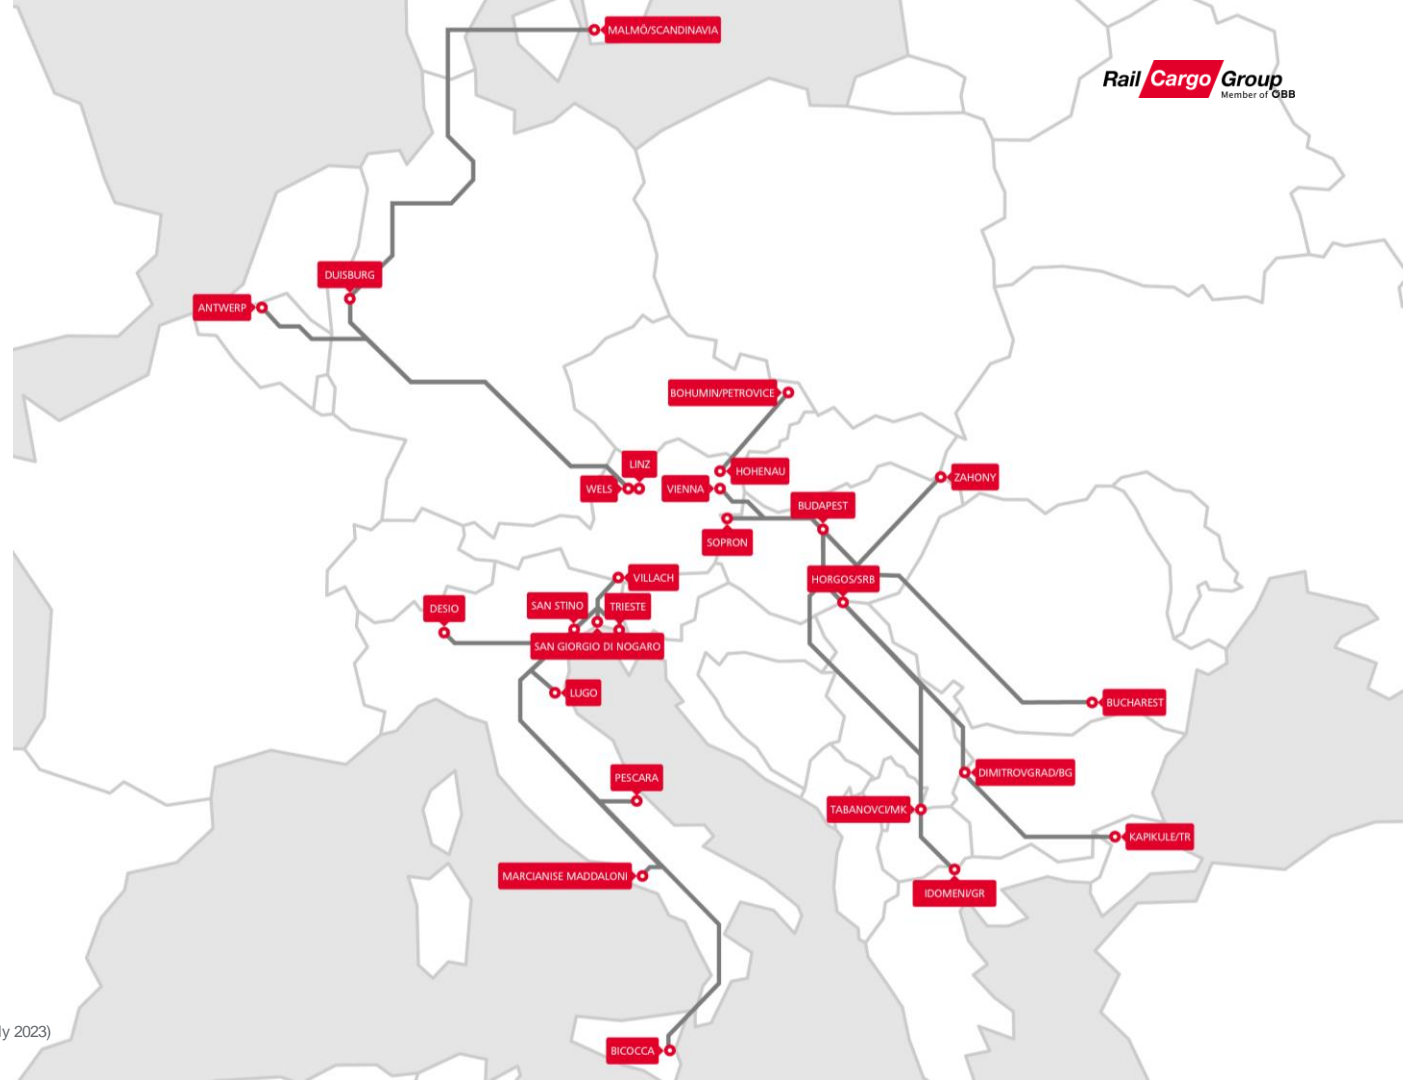 MALMÖ/SCANDINAVIA
Rail Cargo Group
Member of ÖBB
DUISBURG
ANTWERP
BOHUMIN/PETROVICE
LINZ
HOHENAU
ZAHONY
WELS
VIENNA
BUDAPEST
SOPRON
VILLACH
HORGOS/SRB
DESIO
SAN STINO
TRIESTE
SAN GIORGIO DI NOGARO
LUGO
BUCHAREST
PESCARA
DIMITROVGRAD/BG
TABANOVCI/MK
KAPIKULE/TR
MARCIANISE MADDALONI
IDOMENI/GR
ly 2023)
BICOCCA